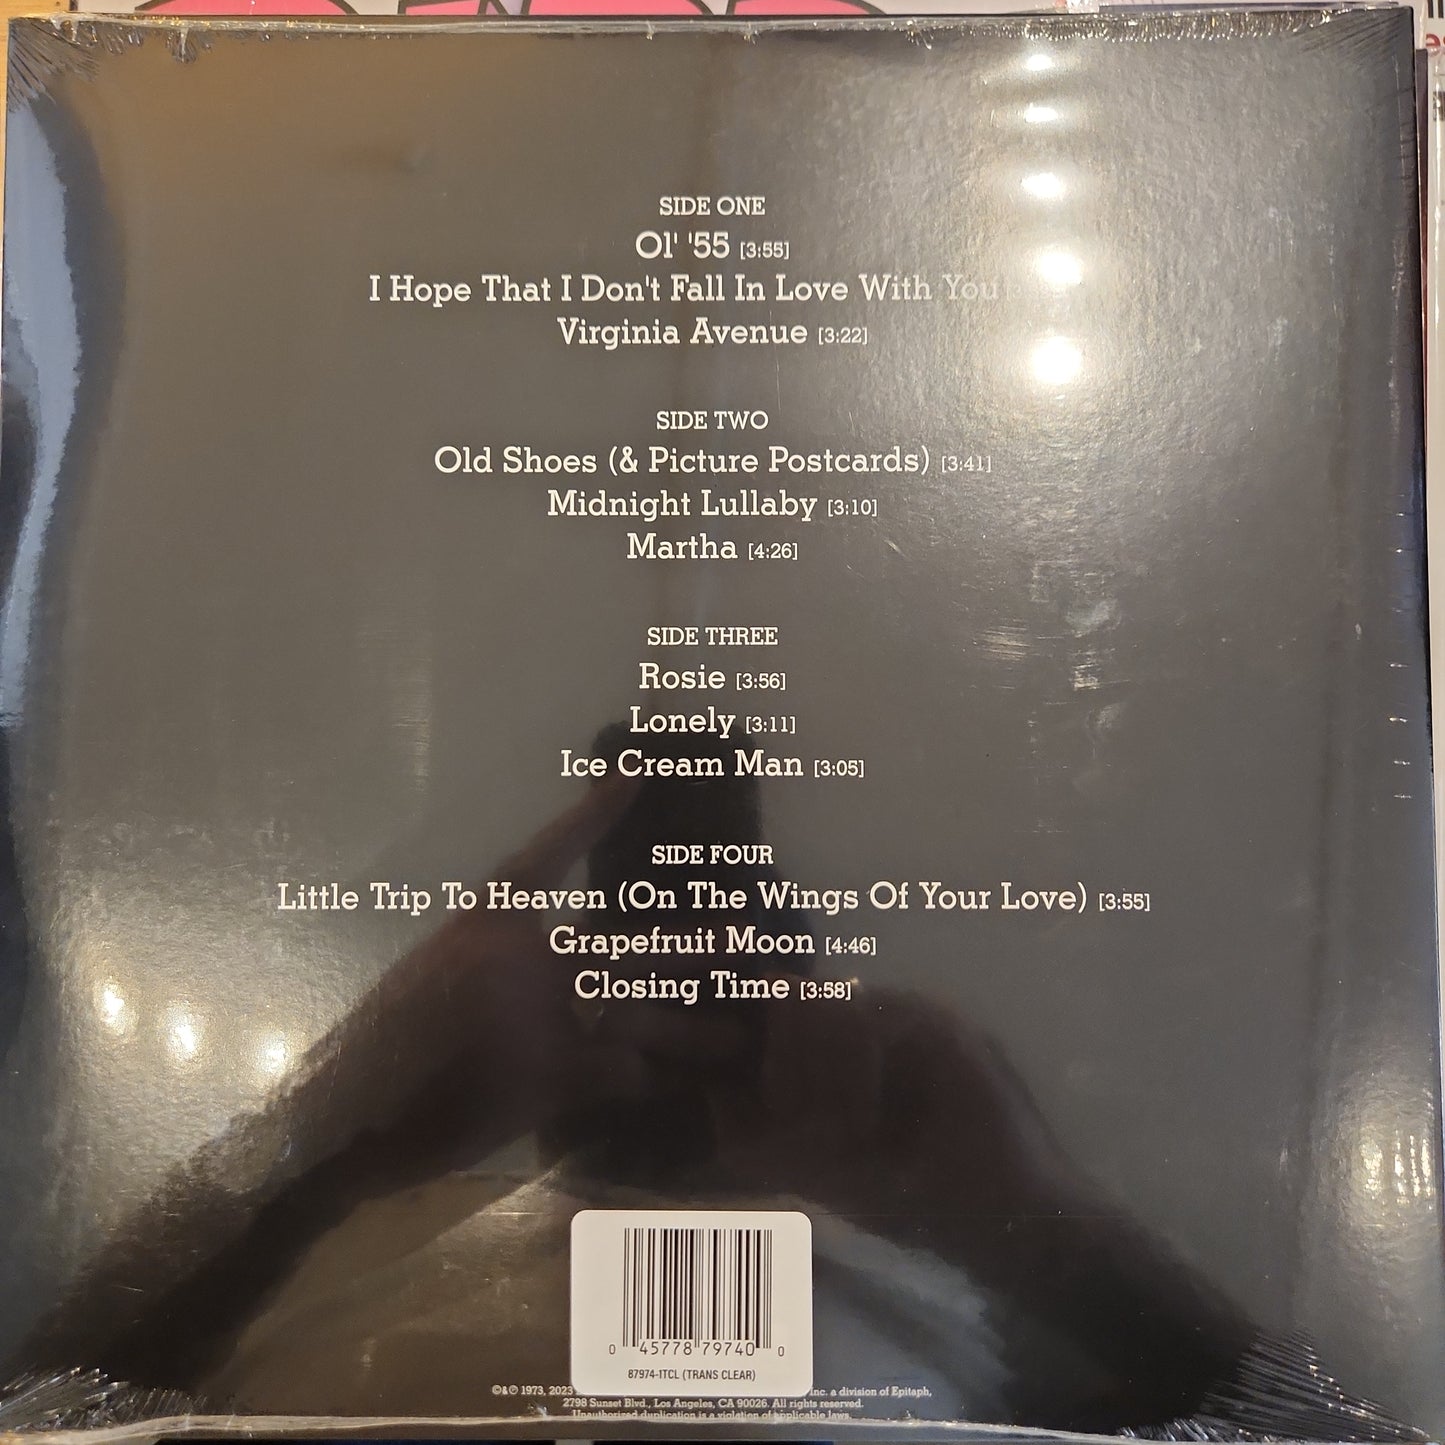 SIDE ONE
Ol' '55 [3:55]
I Hope That I Don't Fall In Love With You
Virginia Avenue [3:22]
SIDE TWO
Old Shoes (& Picture Postcards) [3:41]
Midnight Lullaby [3:10]
Martha [4:26]
SIDE THREE
Rosie [3:56]
Lonely [3:11]
Ice Cream Man [3:05]
SIDE FOUR
Little Trip To Heaven (On The Wings Of Your Love) [3:55]
Grapefruit Moon [4:46]
Closing Time [3:58]
0 45778 79740 0
87974-1TCL (TRANS CLEAR)
©&℗ 1973, 2023 Inc. a division of Epitaph,
2798 Sunset Blvd., Los Angeles, CA 90026. All rights reserved.
Unauthorized duplication is a violation of applicable laws.